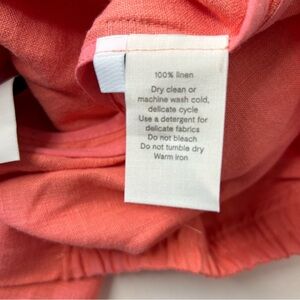 100% linen
Dry clean or
machine wash cold,
delicate cycle
Use a detergent for
delicate fabrics
Do not bleach
Do not tumble dry
Warm iron